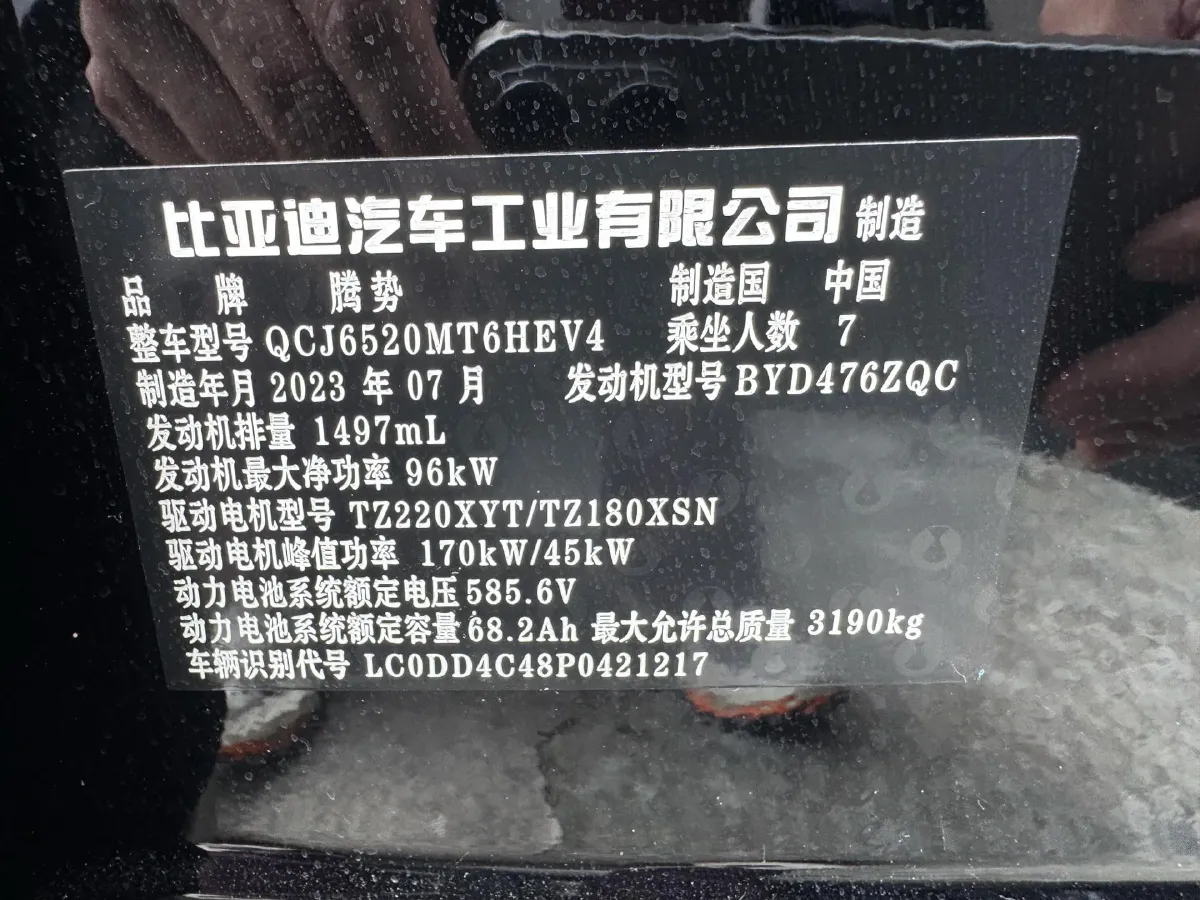 比亚迪汽车工业有限公司 制造
品 牌 腾势 制造国 中国
整车型号 QCJ6520MT6HEV4 乘坐人数 7
制造年月 2023 年 07 月 发动机型号 BYD476ZQC
发动机排量 1497mL
发动机最大净功率 96kW
驱动电机型号 TZ220XYT/TZ180XSN
驱动电机峰值功率 170kW/45kW
动力电池系统额定电压 585.6V
动力电池系统额定容量 68.2Ah 最大允许总质量 3190kg
车辆识别代号 LC0DD4C48P0421217